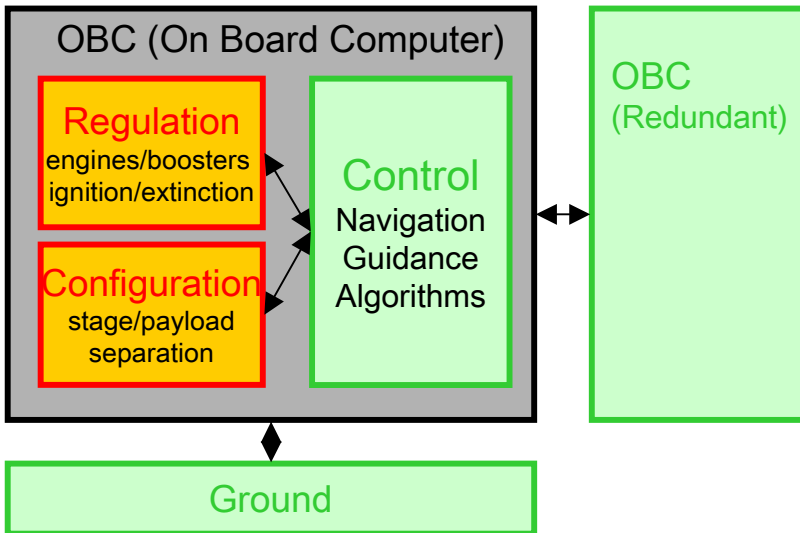 OBC (On Board Computer)
Regulation
engines/boosters
ignition/extinction
Configuration
stage/payload
separation
Control
Navigation
Guidance
Algorithms
OBC
(Redundant)
Ground